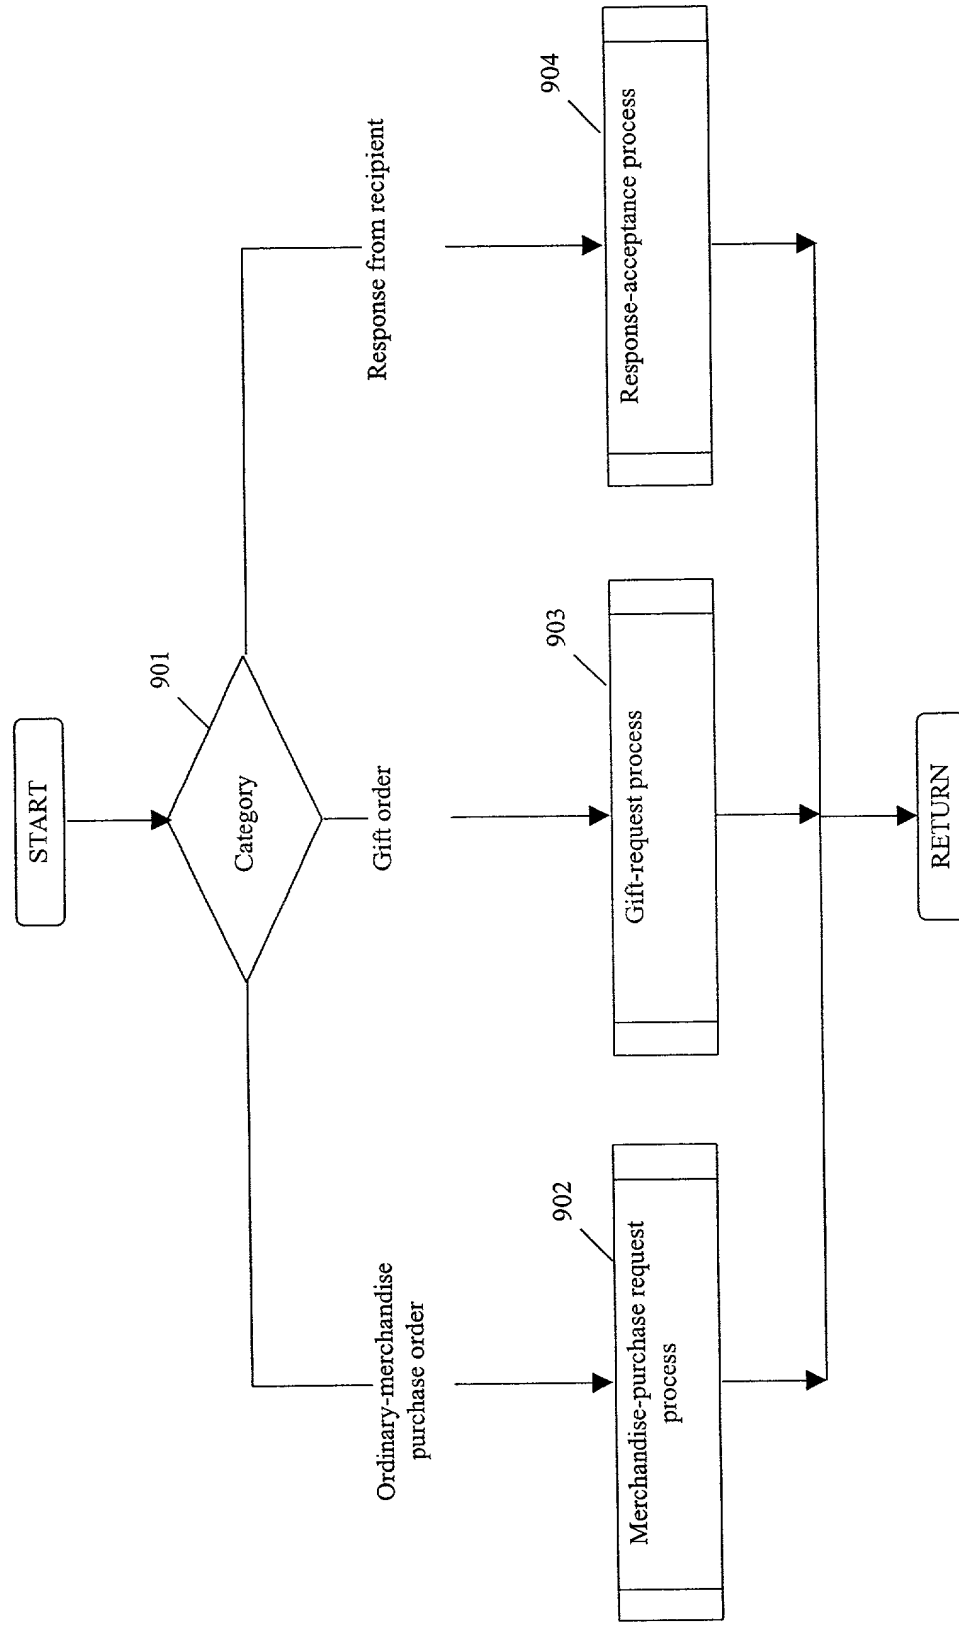 START
901
Category
Ordinary-merchandise
purchase order
Gift order
Response from recipient
902
Merchandise-purchase request
process
903
Gift-request process
904
Response-acceptance process
RETURN